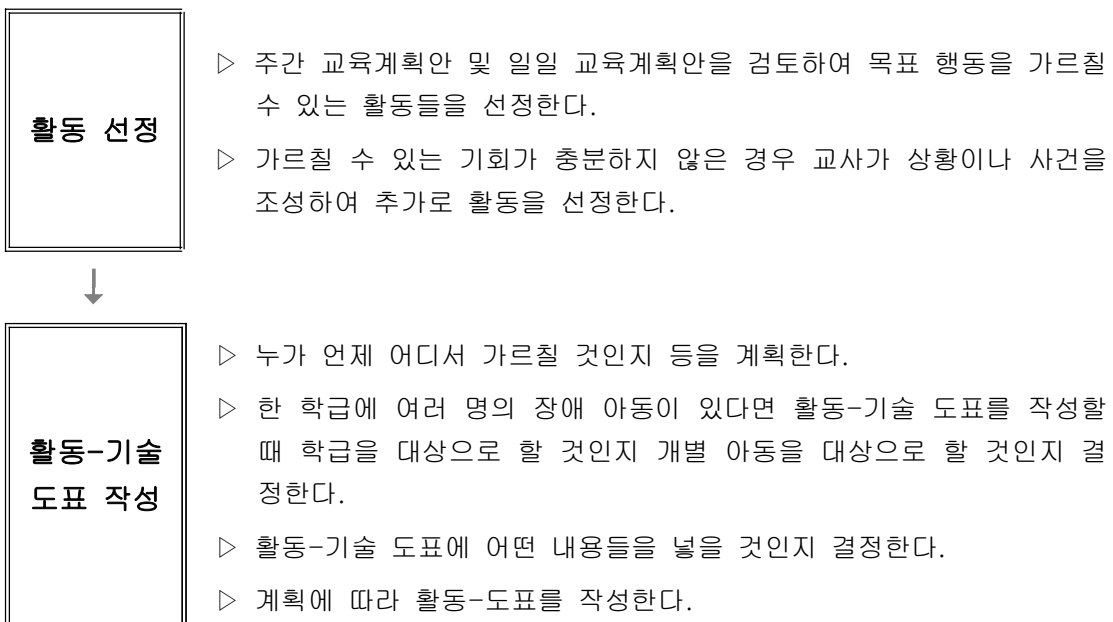 활동 선정
▷ 주간 교육계획안 및 일일 교육계획안을 검토하여 목표 행동을 가르칠
수 있는 활동들을 선정한다.
▷ 가르칠 수 있는 기회가 충분하지 않은 경우 교사가 상황이나 사건을
조성하여 추가로 활동을 선정한다.
↓
활동-기술
도표 작성
▷ 누가 언제 어디서 가르칠 것인지 등을 계획한다.
▷ 한 학급에 여러 명의 장애 아동이 있다면 활동-기술 도표를 작성할
때 학급을 대상으로 할 것인지 개별 아동을 대상으로 할 것인지 결
정한다.
▷ 활동-기술 도표에 어떤 내용들을 넣을 것인지 결정한다.
▷ 계획에 따라 활동-도표를 작성한다.